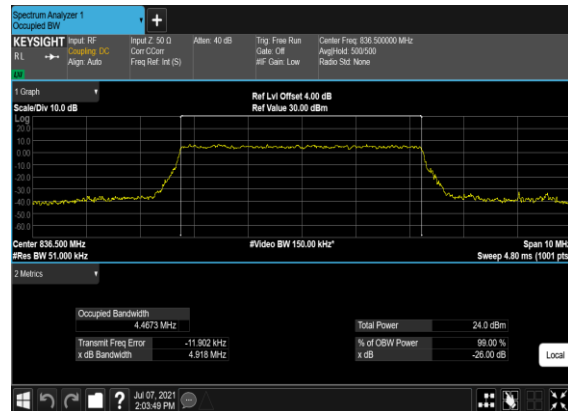 Spectrum Analyzer 1
Occupied BW
+
KEYSIGHT
RL
Input: RF
Coupling: DC
Align: Auto
Input Z: 50 Ω
Corr CCorr
Freq Ref: Int (S)
Atten: 40 dB
Trig: Free Run
Gate: Off
#IF Gain: Low
Center Freq: 836.500000 MHz
Avg|Hold: 500/500
Radio Std: None
1 Graph
Scale/Div 10.0 dB
Ref Lvl Offset 4.00 dB
Ref Value 30.00 dBm
Log
20.0
10.0
0.00
-10.0
-20.0
-30.0
-40.0
-50.0
-60.0
Center 836.500 MHz
#Video BW 150.00 kHz*
Span 10 MHz
#Res BW 51.000 kHz
Sweep 4.80 ms (1001 pts)
2 Metrics
Occupied Bandwidth
4.4673 MHz
Total Power 24.0 dBm
Transmit Freq Error -11.902 kHz
% of OBW Power 99.00 %
x dB Bandwidth 4.918 MHz
x dB -26.00 dB
Local
?
Jul 07, 2021
2:03:49 PM